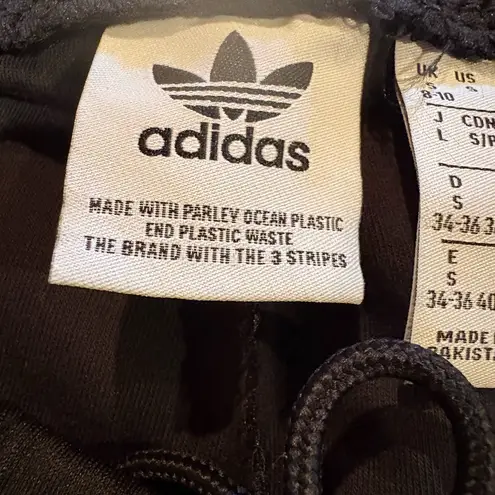 adidas
MADE WITH PARLEY OCEAN PLASTIC
END PLASTIC WASTE
THE BRAND WITH THE 3 STRIPES
UK US
S S
8-10
J CDN
L S/P
D
S
34-36
E
S
34-36 40
MADE